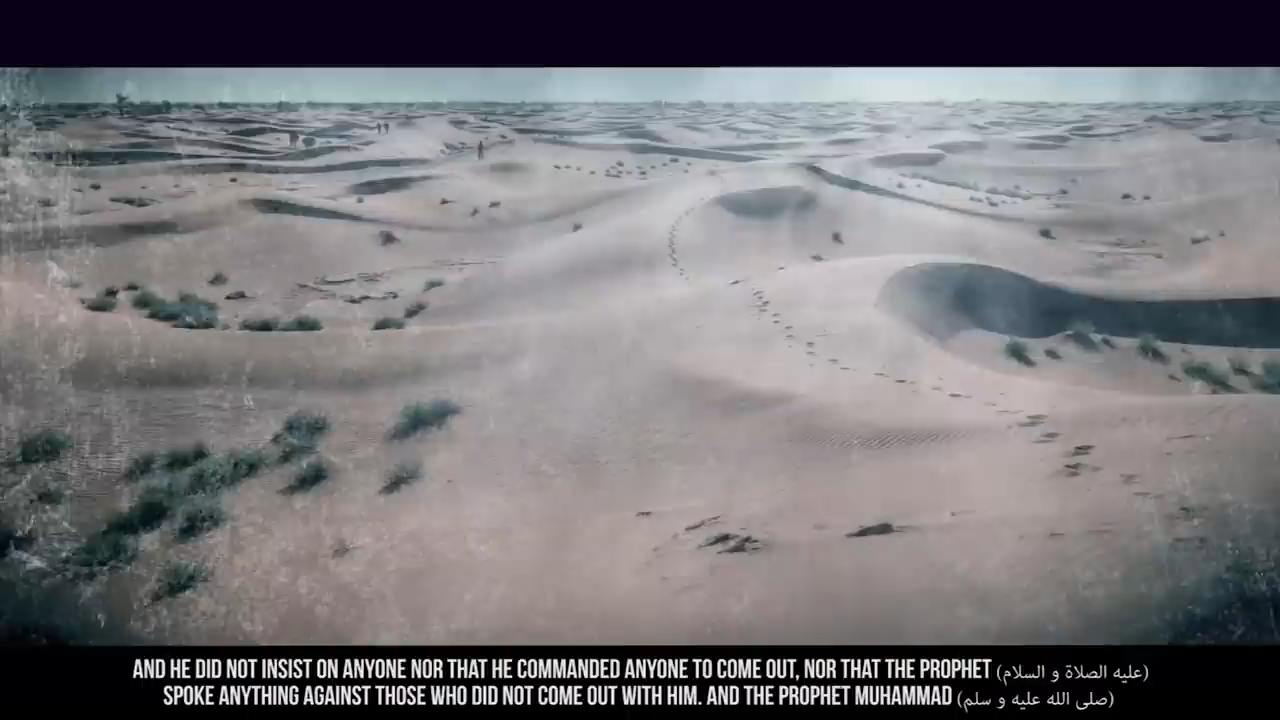 AND HE DID NOT INSIST ON ANYONE NOR THAT HE COMMANDED ANYONE TO COME OUT, NOR THAT THE PROPHET (عليه الصلاة و السلام)
SPOKE ANYTHING AGAINST THOSE WHO DID NOT COME OUT WITH HIM. AND THE PROPHET MUHAMMAD (صلى الله عليه و سلم)